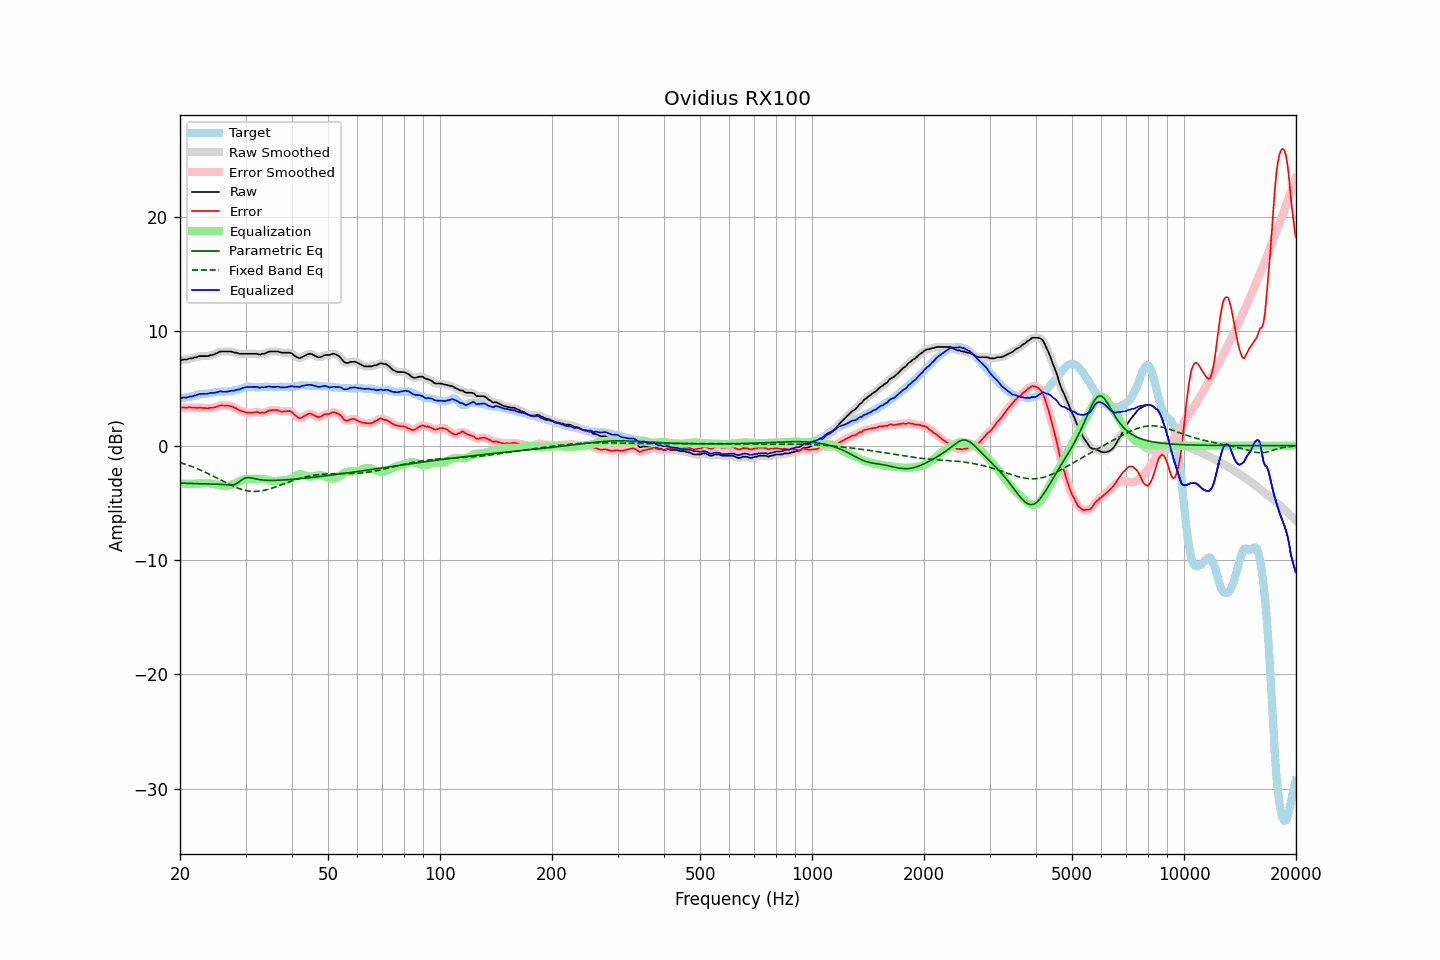 Ovidius RX100
Target
Raw Smoothed
Error Smoothed
Raw
Error
Equalization
Parametric Eq
Fixed Band Eq
Equalized
Amplitude (dBr)
20
10
0
−10
−20
−30
20 50 100 200 500 1000 2000 5000 10000 20000
Frequency (Hz)